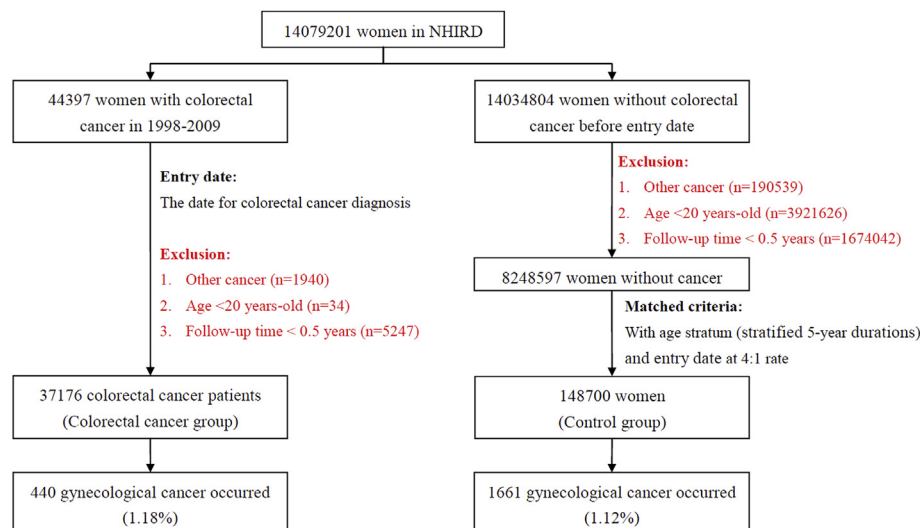 14079201 women in NHIRD
44397 women with colorectal
cancer in 1998-2009
14034804 women without colorectal
cancer before entry date
Entry date:
The date for colorectal cancer diagnosis
Exclusion:
1. Other cancer (n=1940)
2. Age <20 years-old (n=34)
3. Follow-up time < 0.5 years (n=5247)
Exclusion:
1. Other cancer (n=190539)
2. Age <20 years-old (n=3921626)
3. Follow-up time < 0.5 years (n=1674042)
8248597 women without cancer
Matched criteria:
With age stratum (stratified 5-year durations)
and entry date at 4:1 rate
37176 colorectal cancer patients
(Colorectal cancer group)
148700 women
(Control group)
440 gynecological cancer occurred
(1.18%)
1661 gynecological cancer occurred
(1.12%)